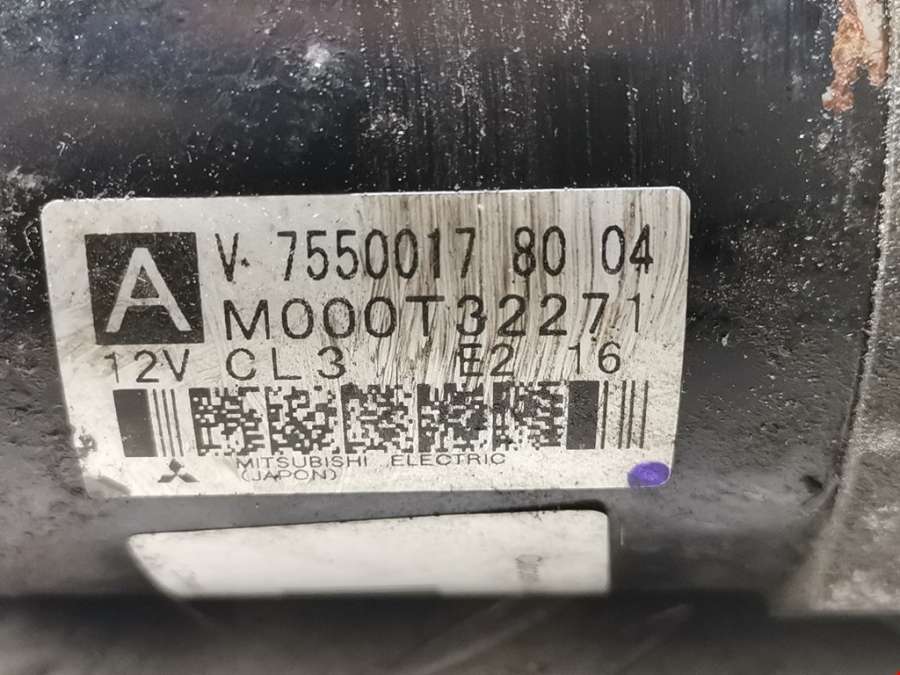 A
V. 7550017 80 04
M000T32271
12V CL3 E2 16
MITSUBISHI ELECTRIC
(JAPON)